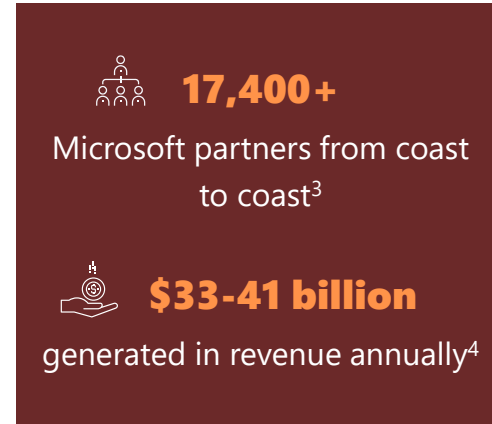 17,400+
Microsoft partners from coast
to coast³
$33-41 billion
generated in revenue annually⁴